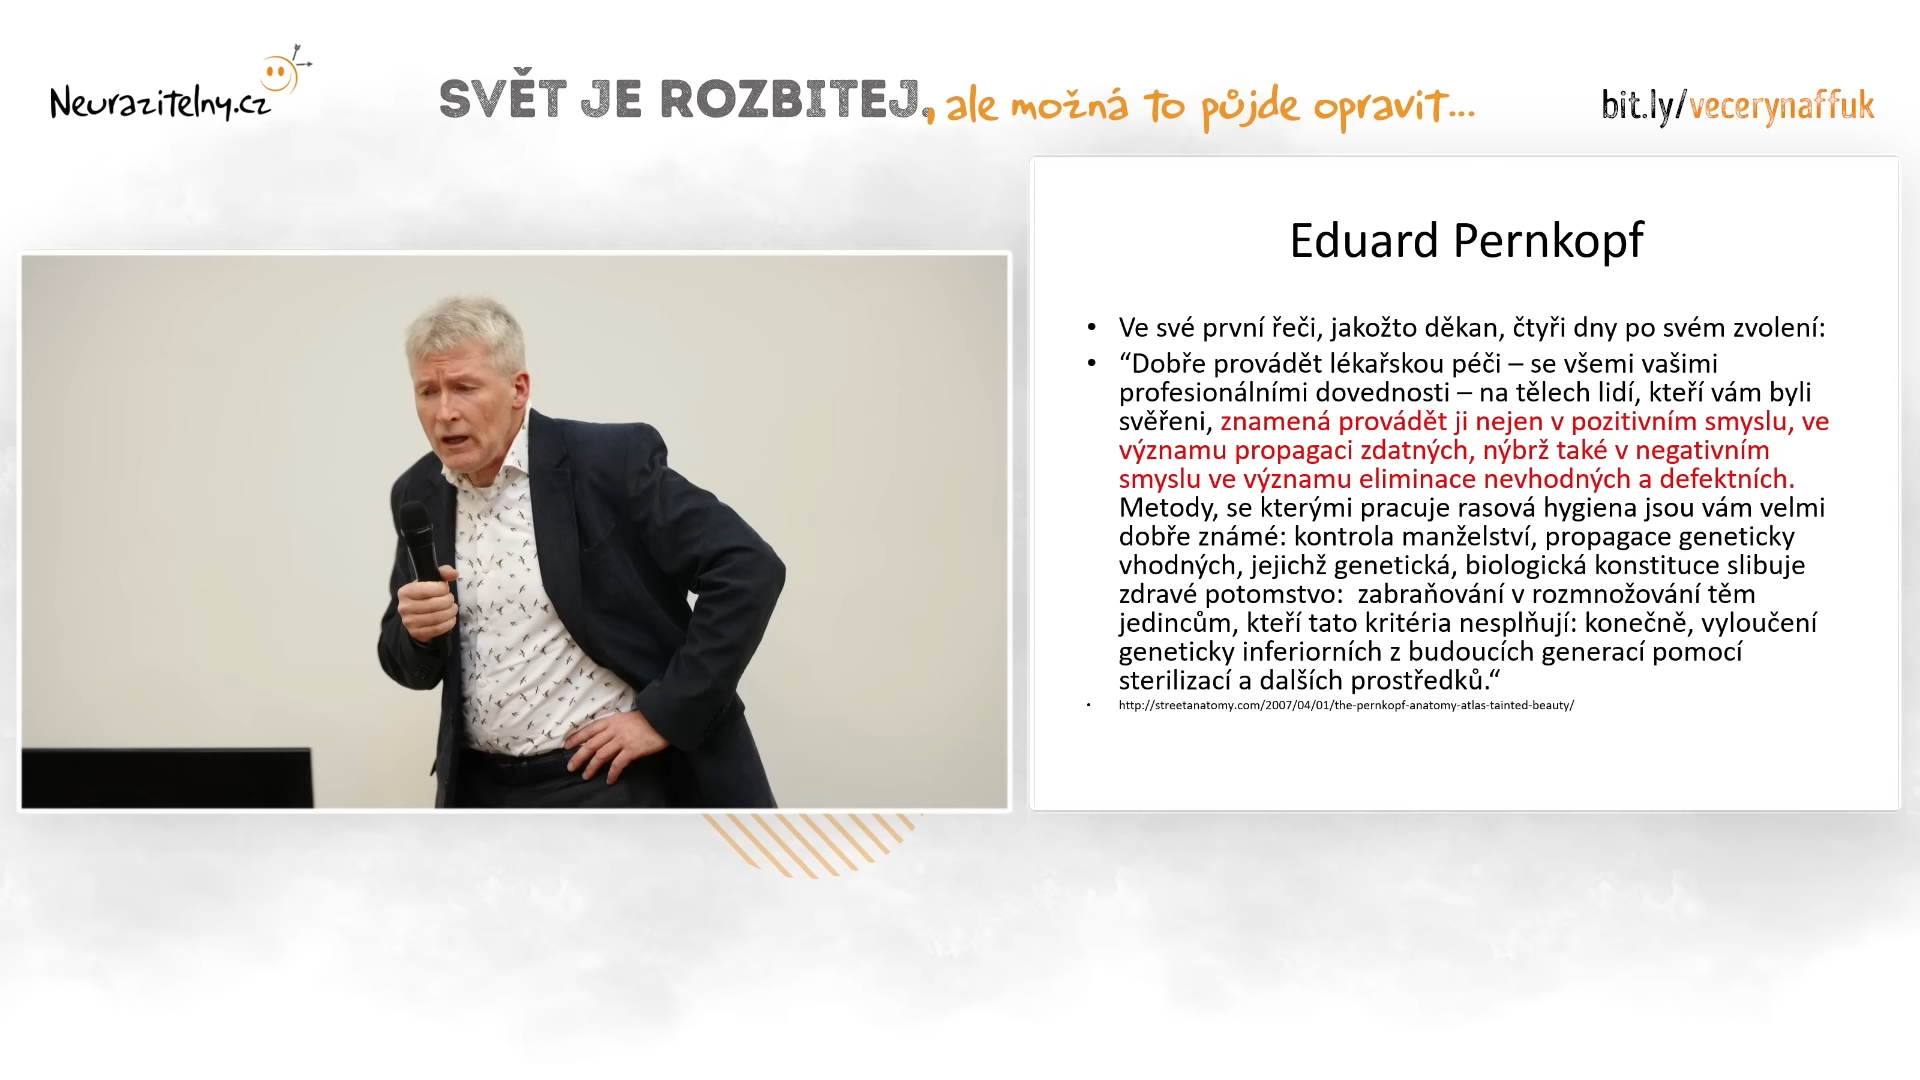 Neurazitelny.cz
SVĚT JE ROZBITEJ, ale možná to půjde opravit...
bit.ly/vecerynaffuk
Eduard Pernkopf
• Ve své první řeči, jakožto děkan, čtyři dny po svém zvolení:
• “Dobře provádět lékařskou péči – se všemi vašimi
profesionálními dovednosti – na tělech lidí, kteří vám byli
svěřeni, znamená provádět ji nejen v pozitivním smyslu, ve
významu propagaci zdatných, nýbrž také v negativním
smyslu ve významu eliminace nevhodných a defektních.
Metody, se kterými pracuje rasová hygiena jsou vám velmi
dobře známé: kontrola manželství, propagace geneticky
vhodných, jejichž genetická, biologická konstituce slibuje
zdravé potomstvo:  zabraňování v rozmnožování těm
jedincům, kteří tato kritéria nesplňují: konečně, vyloučení
geneticky inferiorních z budoucích generací pomocí
sterilizací a dalších prostředků.“
• http://streetanatomy.com/2007/04/01/the-pernkopf-anatomy-atlas-tainted-beauty/